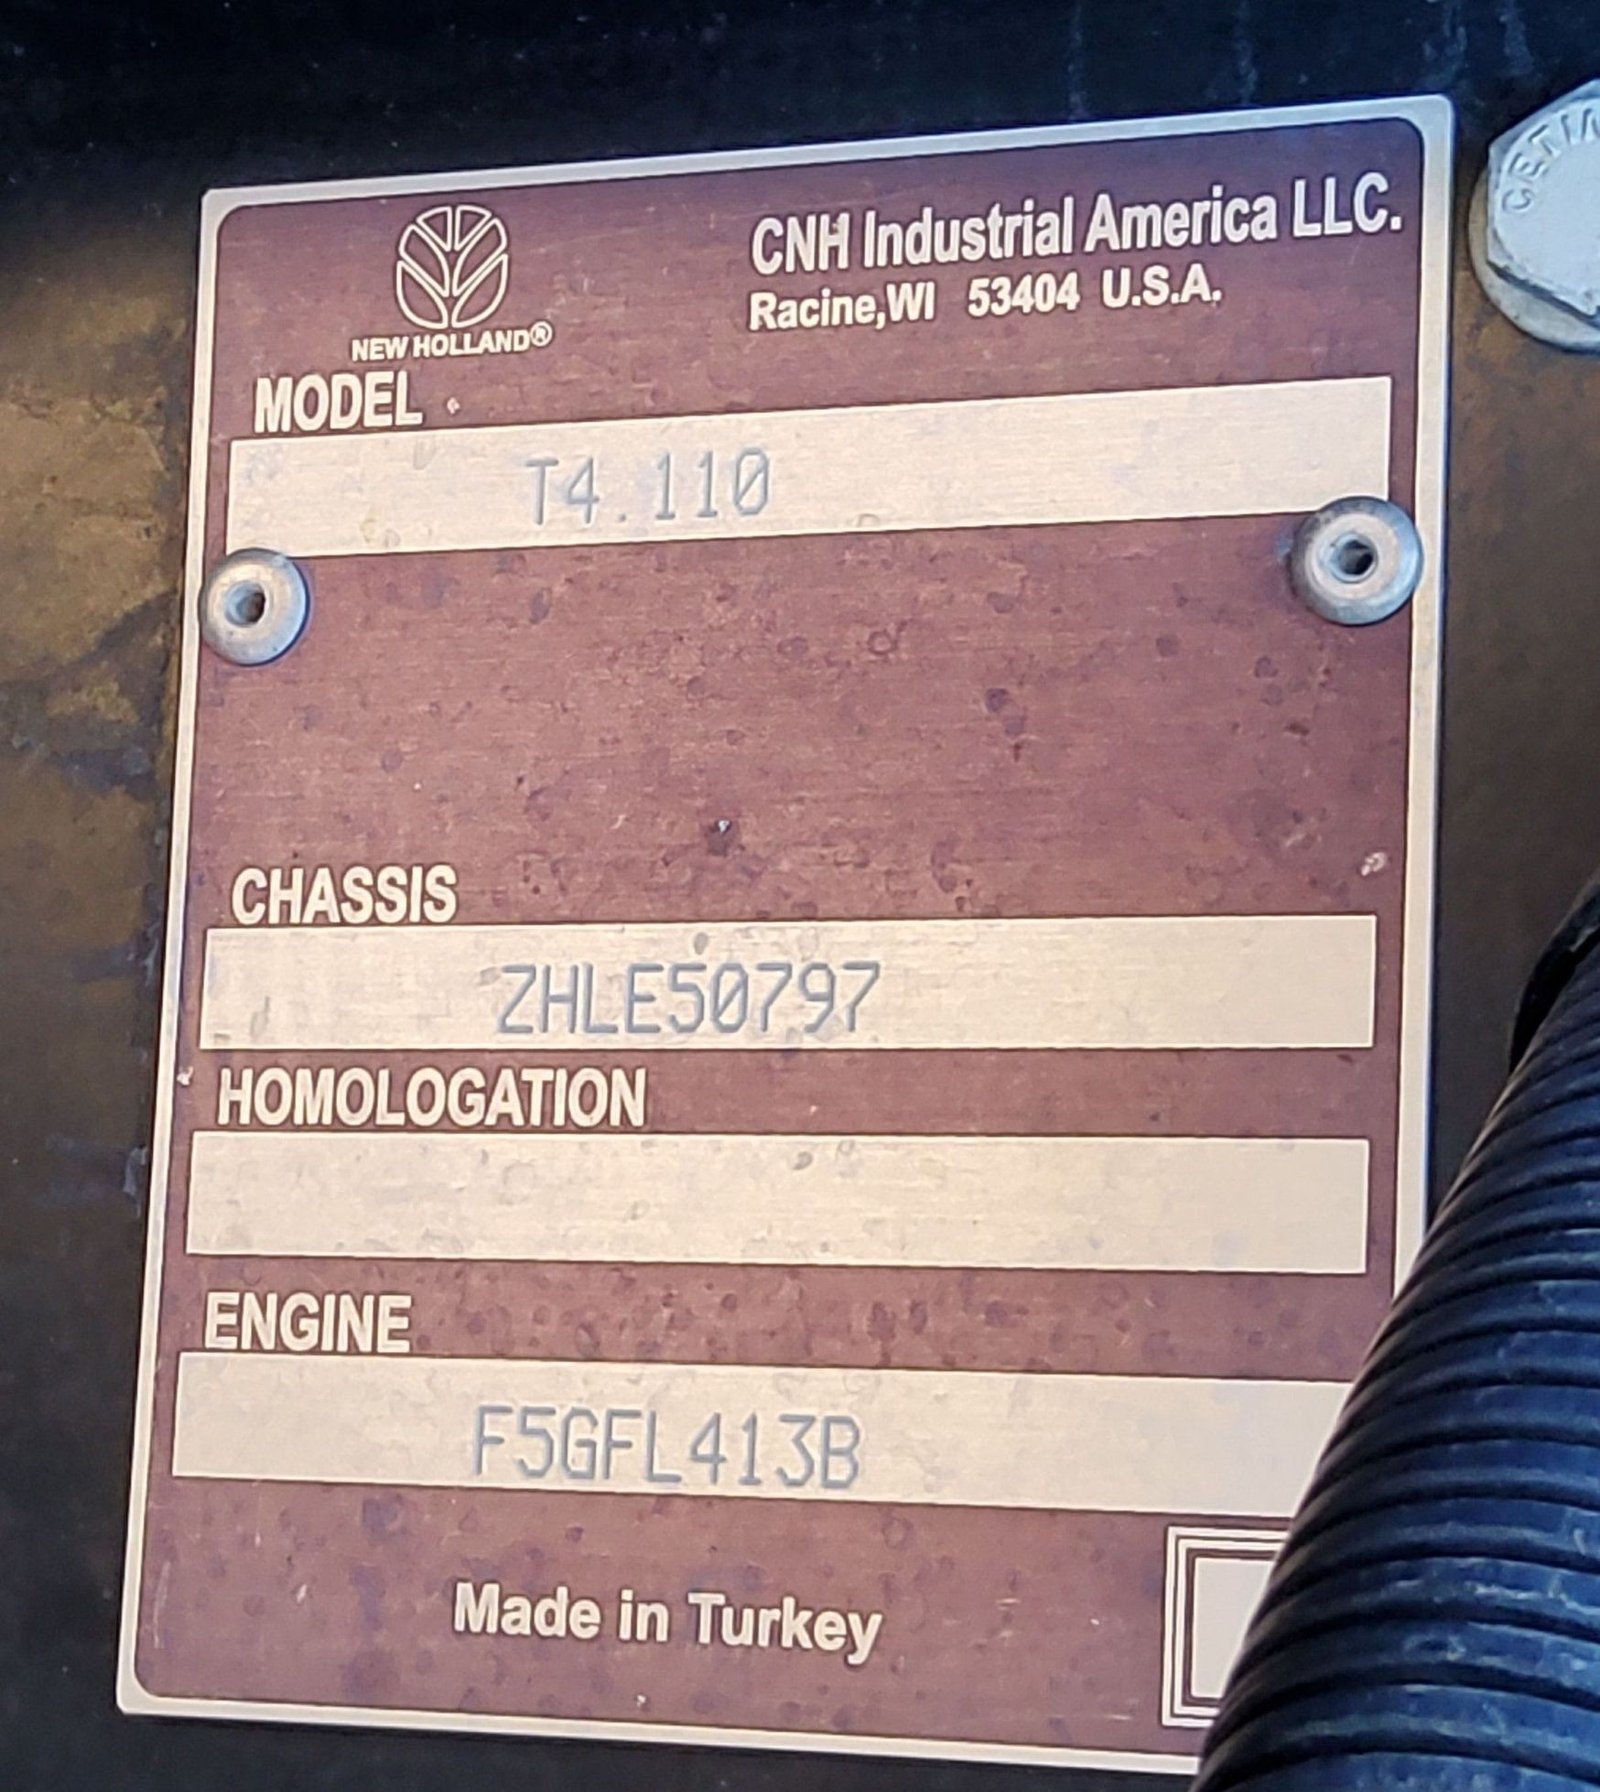 CNH Industrial America LLC.
Racine,WI 53404 U.S.A.
NEW HOLLAND®
MODEL
T4.110
CHASSIS
ZHLE50797
HOMOLOGATION
ENGINE
F5GFL413B
Made in Turkey
CETIN